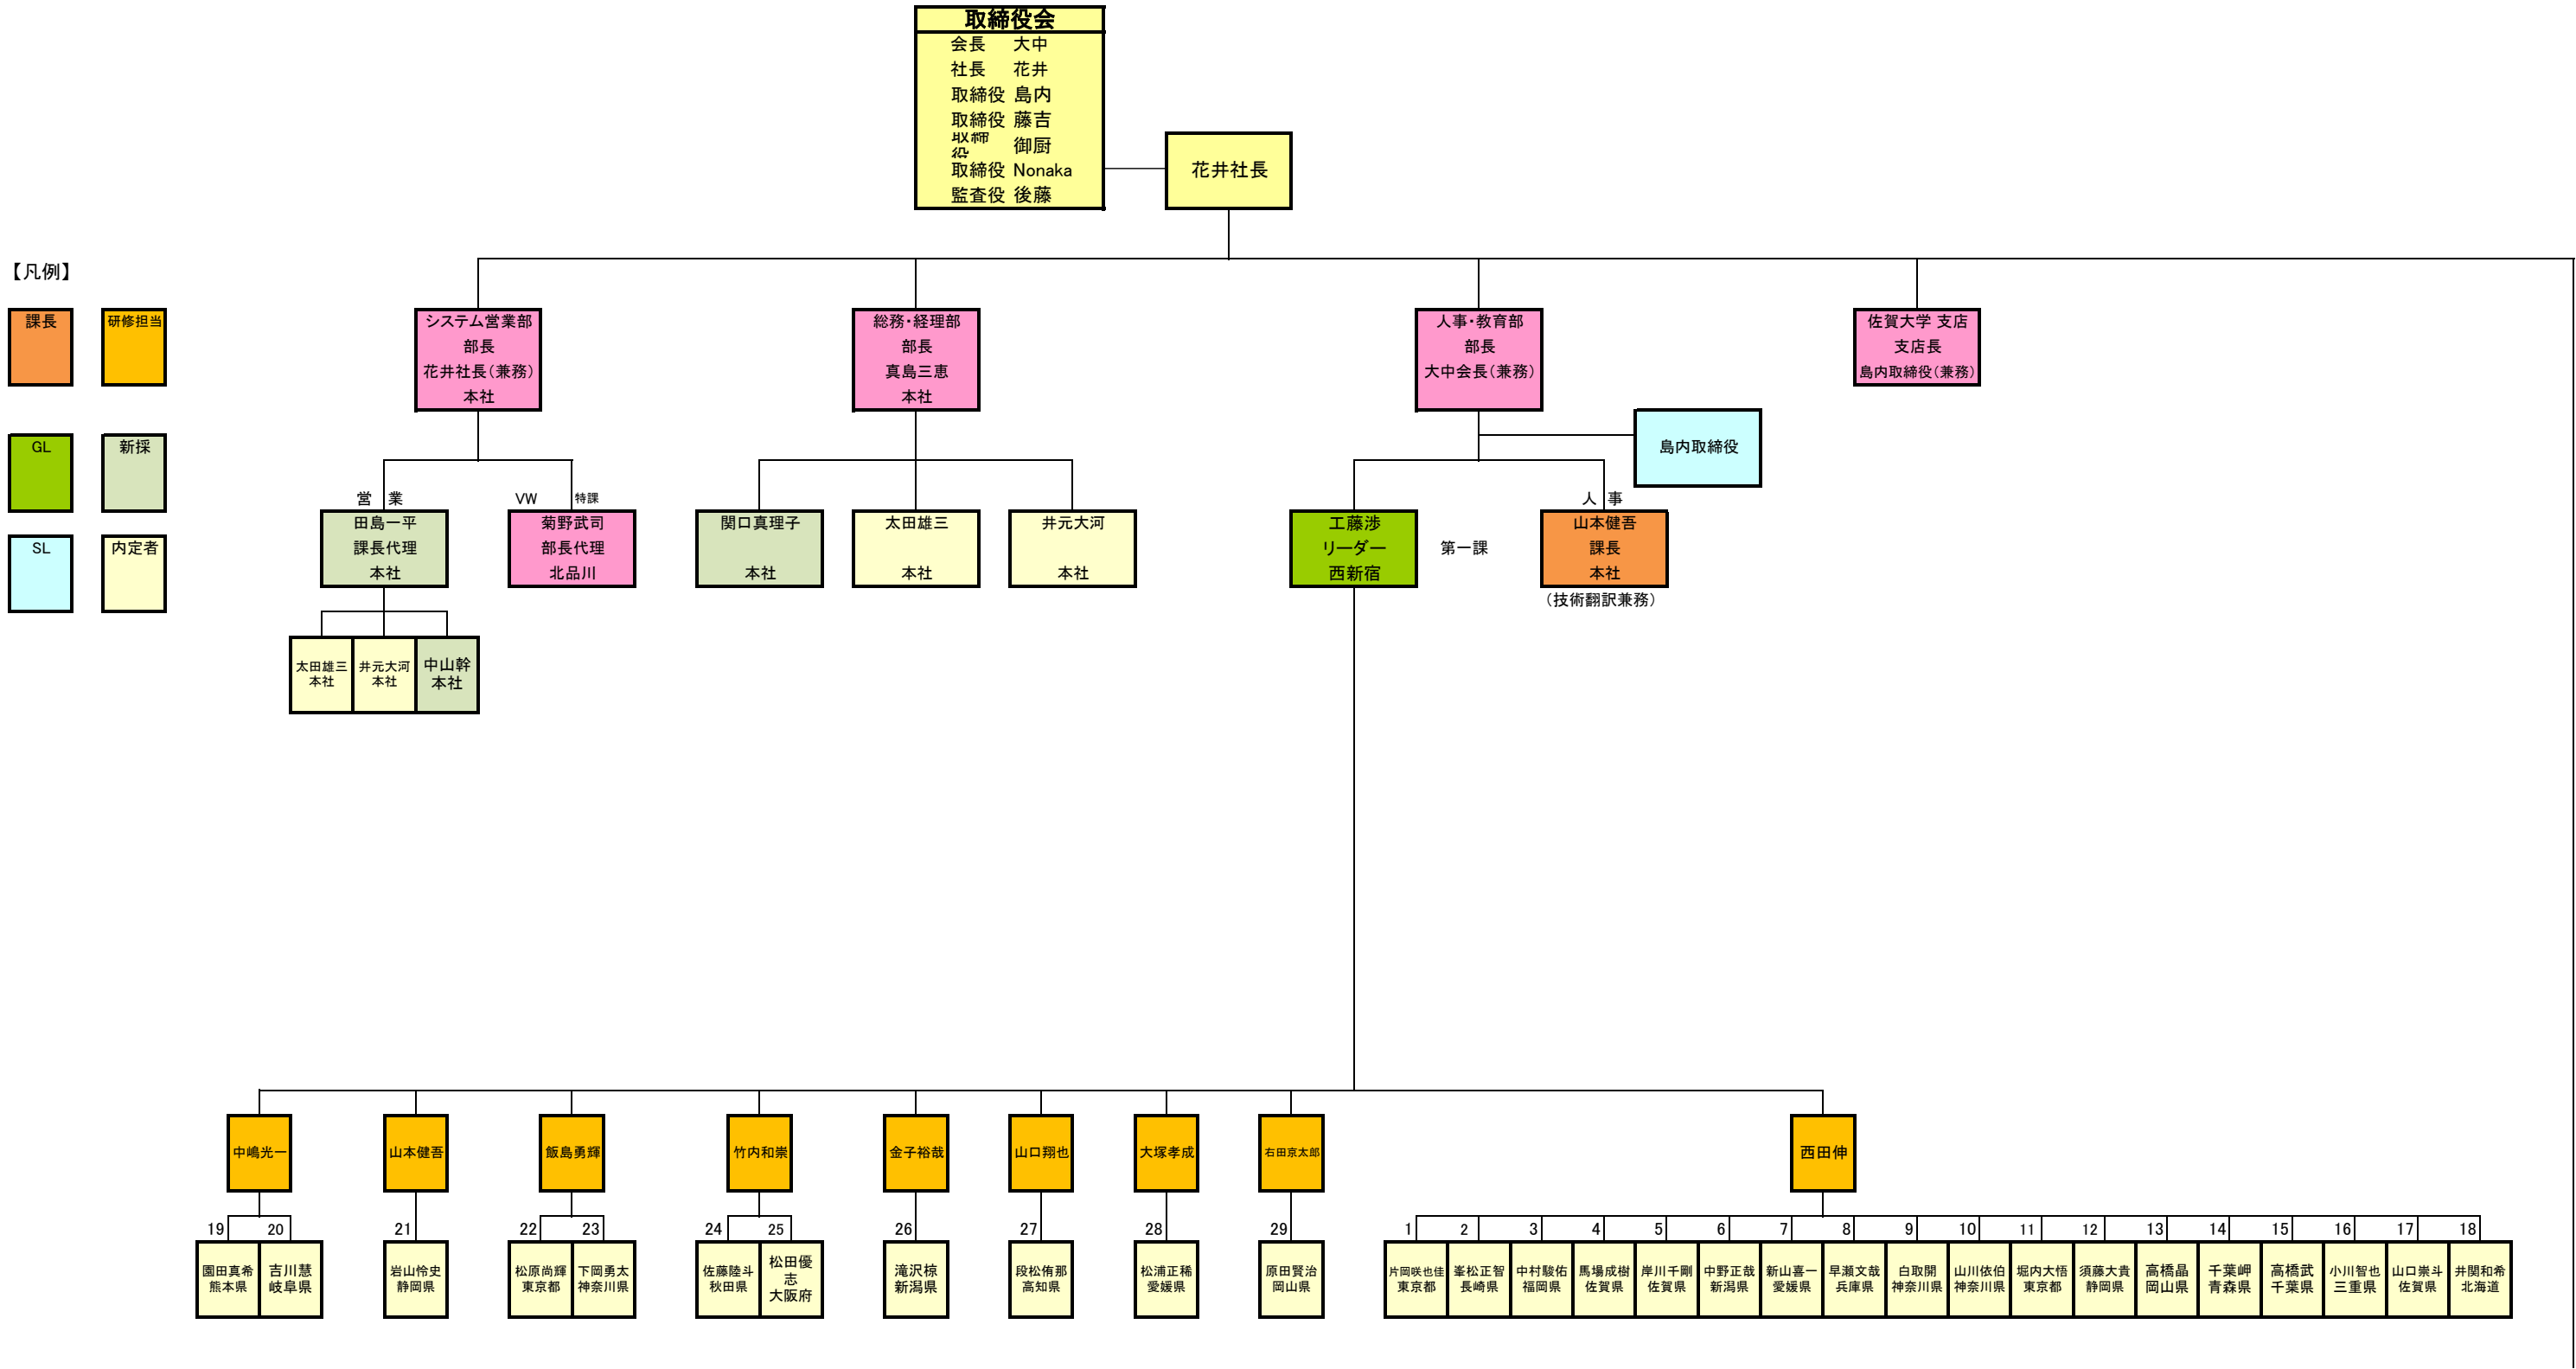 取締役会
会長 大中
社長 花井
取締役 島内
取締役 藤吉
取締役 御厨
取締役 Nonaka
監査役 後藤
花井社長
【凡例】
課長
研修担当
GL
新採
SL
内定者
システム営業部
部長
花井社長(兼務)
本社
総務・経理部
部長
真島三恵
本社
人事・教育部
部長
大中会長(兼務)
佐賀大学 支店
支店長
島内取締役(兼務)
島内取締役
営 業
田島一平
課長代理
本社
VW 特課
菊野武司
部長代理
北品川
関口真理子
本社
太田雄三
本社
井元大河
本社
工藤渉
リーダー
西新宿
第一課
人 事
山本健吾
課長
本社
(技術翻訳兼務)
太田雄三
本社
井元大河
本社
中山幹
本社
中嶋光一
山本健吾
飯島勇輝
竹内和崇
金子裕哉
山口翔也
大塚孝成
右田京太郎
西田伸
19
園田真希
熊本県
20
吉川慧
岐阜県
21
岩山怜史
静岡県
22
松原尚輝
東京都
23
下岡勇太
神奈川県
24
佐藤陸斗
秋田県
25
松田優
志
大阪府
26
滝沢椋
新潟県
27
段松侑那
高知県
28
松浦正稀
愛媛県
29
原田賢治
岡山県
1
片岡咲也佳
東京都
2
峯松正智
長崎県
3
中村駿佑
福岡県
4
馬場成樹
佐賀県
5
岸川千剛
佐賀県
6
中野正哉
新潟県
7
新山喜一
愛媛県
8
早瀬文哉
兵庫県
9
白取開
神奈川県
10
山川依伯
神奈川県
11
堀内大悟
東京都
12
須藤大貴
静岡県
13
高橋晶
岡山県
14
千葉岬
青森県
15
高橋武
千葉県
16
小川智也
三重県
17
山口崇斗
佐賀県
18
井関和希
北海道